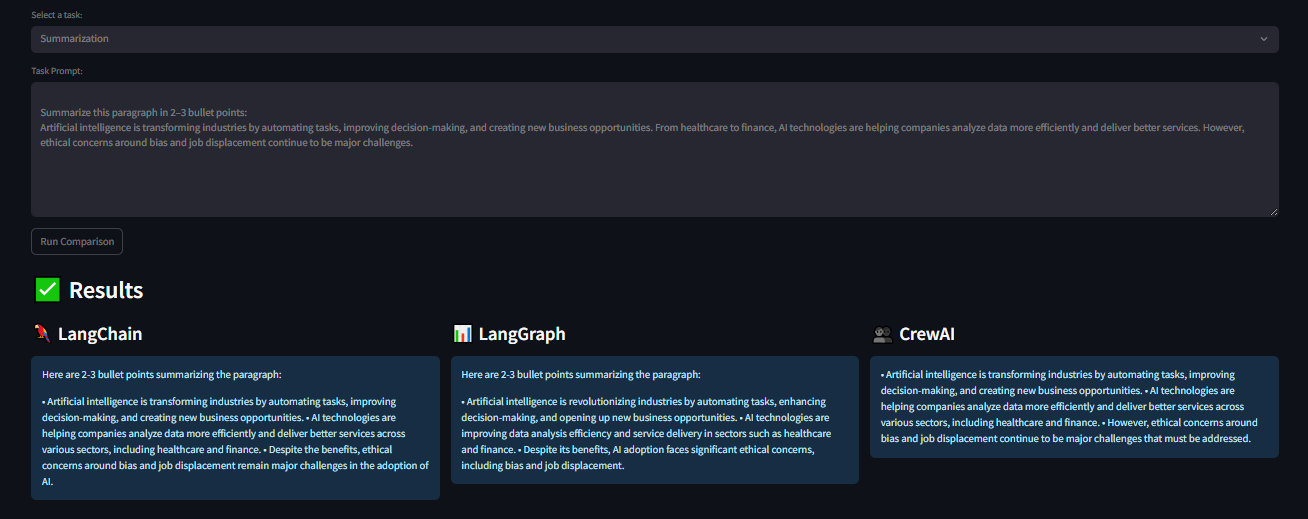 Select a task:
Summarization
Task Prompt:
Summarize this paragraph in 2–3 bullet points:
Artificial intelligence is transforming industries by automating tasks, improving decision-making, and creating new business opportunities. From healthcare to finance, AI technologies are helping companies analyze data more efficiently and deliver better services. However,
ethical concerns around bias and job displacement continue to be major challenges.
Run Comparison
Results
LangChain
Here are 2-3 bullet points summarizing the paragraph:
• Artificial intelligence is transforming industries by automating tasks, improving
decision-making, and creating new business opportunities. • AI technologies are
helping companies analyze data more efficiently and deliver better services across
various sectors, including healthcare and finance. • Despite the benefits, ethical
concerns around bias and job displacement remain major challenges in the adoption of
AI.
LangGraph
Here are 2-3 bullet points summarizing the paragraph:
• Artificial intelligence is revolutionizing industries by automating tasks, enhancing
decision-making, and opening up new business opportunities. • AI technologies are
improving data analysis efficiency and service delivery in sectors such as healthcare
and finance. • Despite its benefits, AI adoption faces significant ethical concerns,
including bias and job displacement.
CrewAI
• Artificial intelligence is transforming industries by automating tasks, improving
decision-making, and creating new business opportunities. • AI technologies are
helping companies analyze data more efficiently and deliver better services across
various sectors, including healthcare and finance. • However, ethical concerns around
bias and job displacement continue to be major challenges that must be addressed.